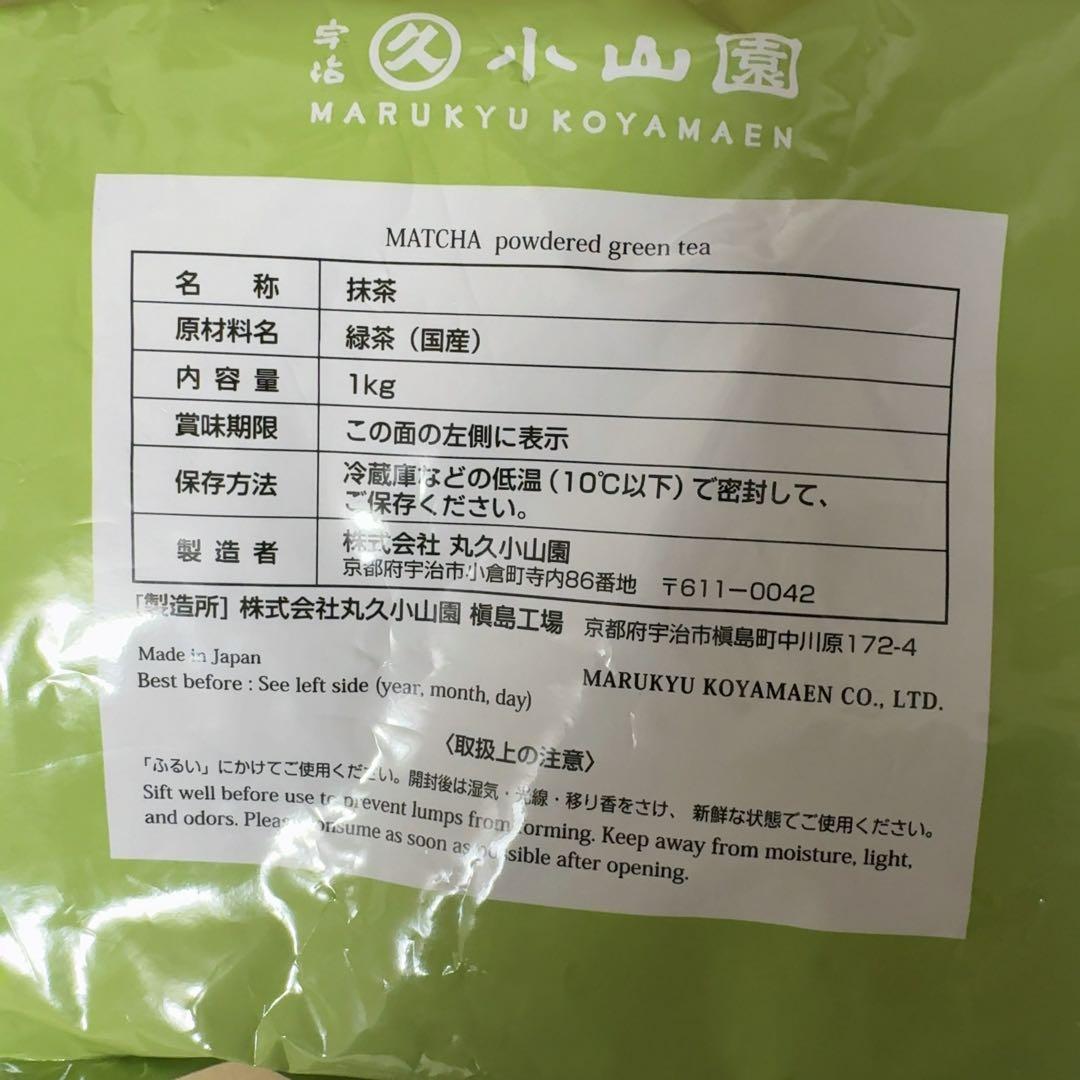 宇治 久 小山園
MARUKYU KOYAMAEN
MATCHA powdered green tea
名称 抹茶
原材料名 緑茶（国産）
内容量 1kg
賞味期限 この面の左側に表示
保存方法 冷蔵庫などの低温（10℃以下）で密封して、
ご保存ください。
製造者 株式会社 丸久小山園
京都府宇治市小倉町寺内86番地 〒611−0042
[製造所] 株式会社丸久小山園 槇島工場 京都府宇治市槇島町中川原172-4
Made in Japan
Best before : See left side (year, month, day)
MARUKYU KOYAMAEN CO., LTD.
〈取扱上の注意〉
「ふるい」にかけてご使用ください。開封後は湿気・光線・移り香をさけ、新鮮な状態でご使用ください。
Sift well before use to prevent lumps from forming. Keep away from moisture, light,
and odors. Please consume as soon as possible after opening.